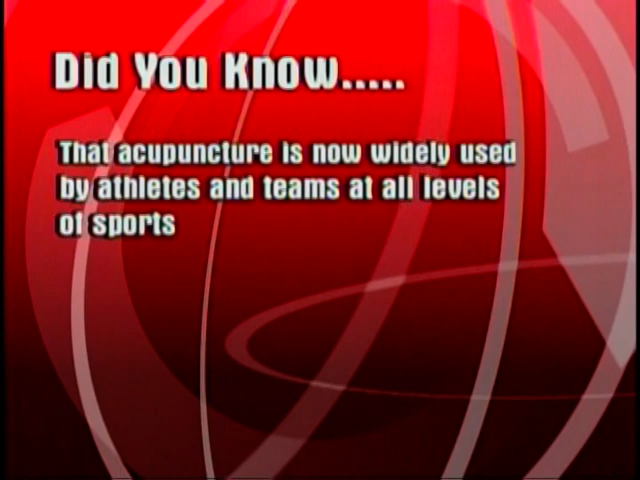 Did You Know.....
That acupuncture is now widely used
by athletes and teams at all levels
of sports